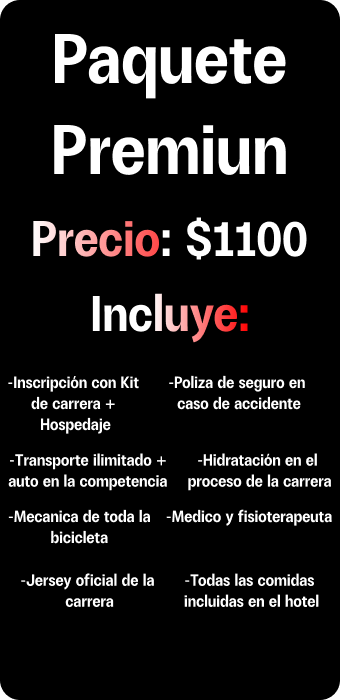 Paquete
Premiun
Precio: $1100
Incluye:
-Inscripción con Kit
de carrera +
Hospedaje
-Poliza de seguro en
caso de accidente
-Transporte ilimitado +
auto en la competencia
-Hidratación en el
proceso de la carrera
-Mecanica de toda la
bicicleta
-Medico y fisioterapeuta
-Jersey oficial de la
carrera
-Todas las comidas
incluidas en el hotel